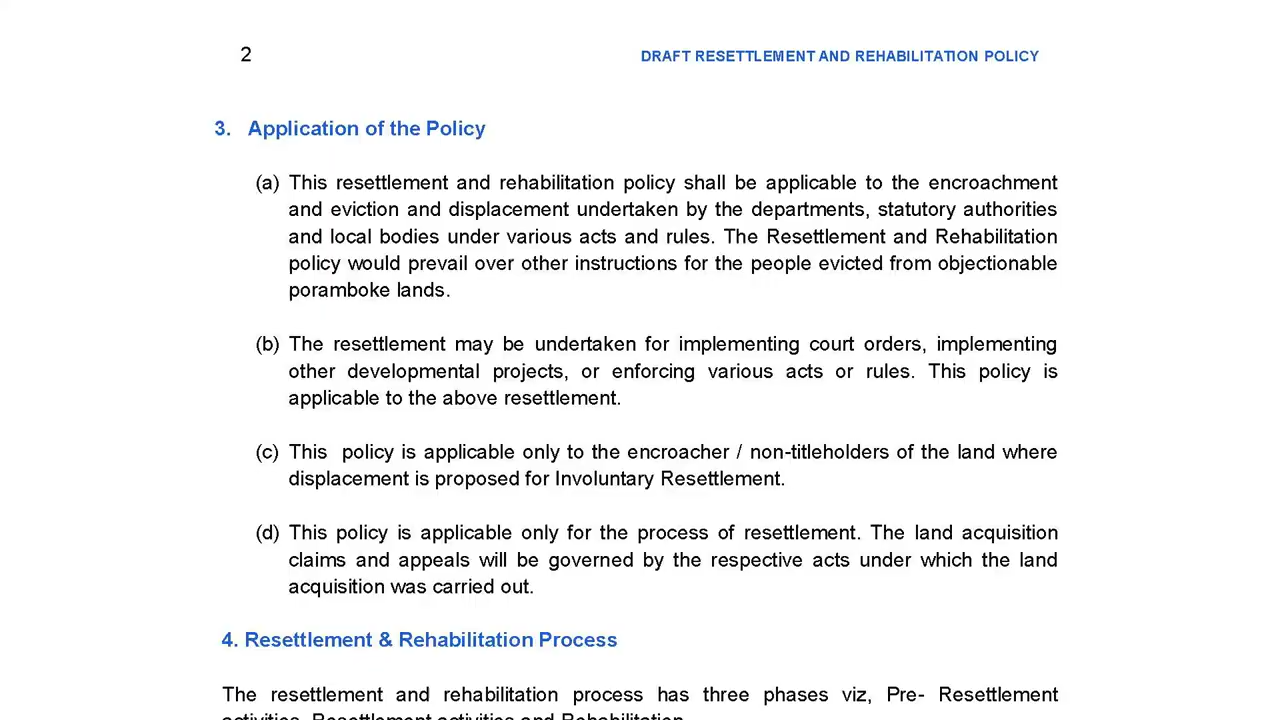 2
DRAFT RESETTLEMENT AND REHABILITATION POLICY
3. Application of the Policy
(a) This resettlement and rehabilitation policy shall be applicable to the encroachment
and eviction and displacement undertaken by the departments, statutory authorities
and local bodies under various acts and rules. The Resettlement and Rehabilitation
policy would prevail over other instructions for the people evicted from objectionable
poramboke lands.
(b) The resettlement may be undertaken for implementing court orders, implementing
other developmental projects, or enforcing various acts or rules. This policy is
applicable to the above resettlement.
(c) This policy is applicable only to the encroacher / non-titleholders of the land where
displacement is proposed for Involuntary Resettlement.
(d) This policy is applicable only for the process of resettlement. The land acquisition
claims and appeals will be governed by the respective acts under which the land
acquisition was carried out.
4. Resettlement & Rehabilitation Process
The resettlement and rehabilitation process has three phases viz, Pre- Resettlement
activities, Resettlement activities and Rehabilitation